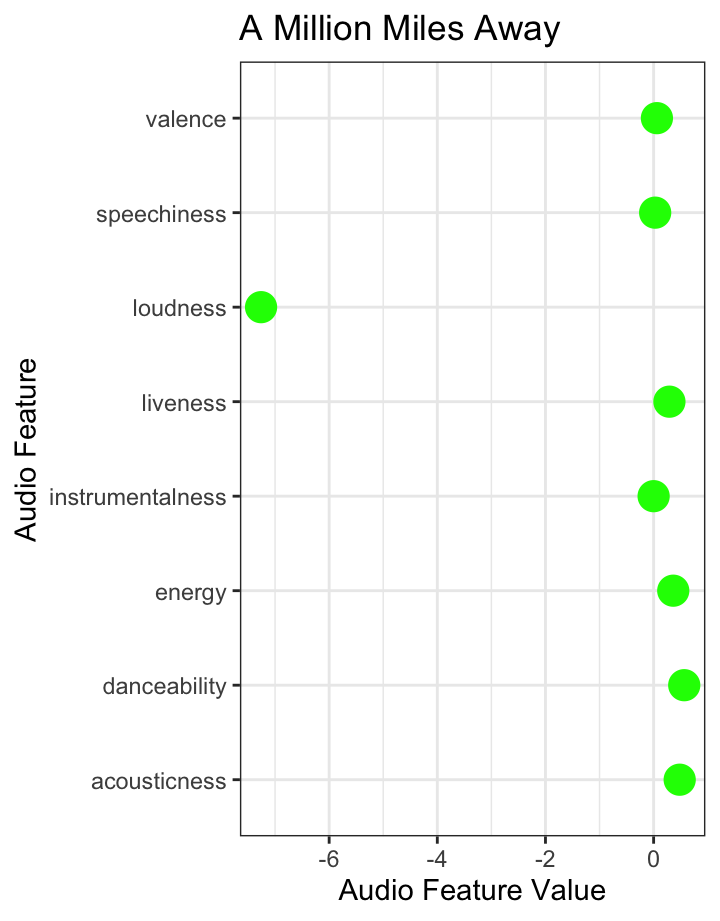 A Million Miles Away
valence
speechiness
loudness
liveness
instrumentalness
energy
danceability
acousticness
Audio Feature
-6 -4 -2 0
Audio Feature Value